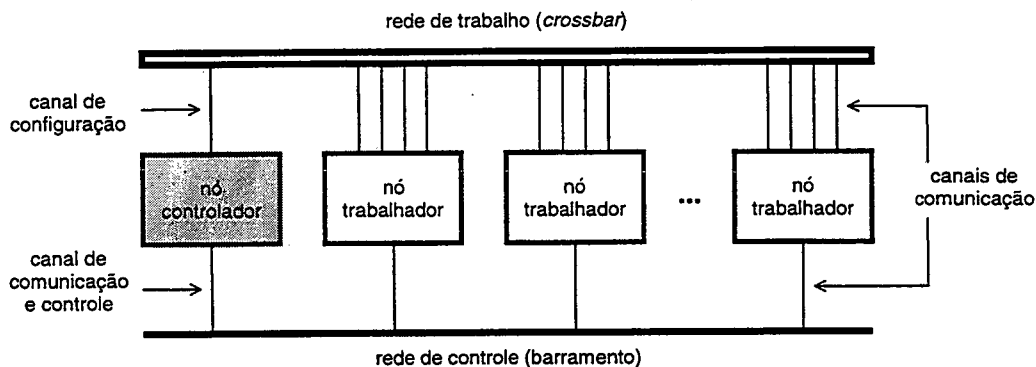 rede de trabalho (crossbar)
canal de
configuração
nó
controlador
nó
trabalhador
nó
trabalhador
...
nó
trabalhador
canais de
comunicação
canal de
comunicação
e controle
rede de controle (barramento)